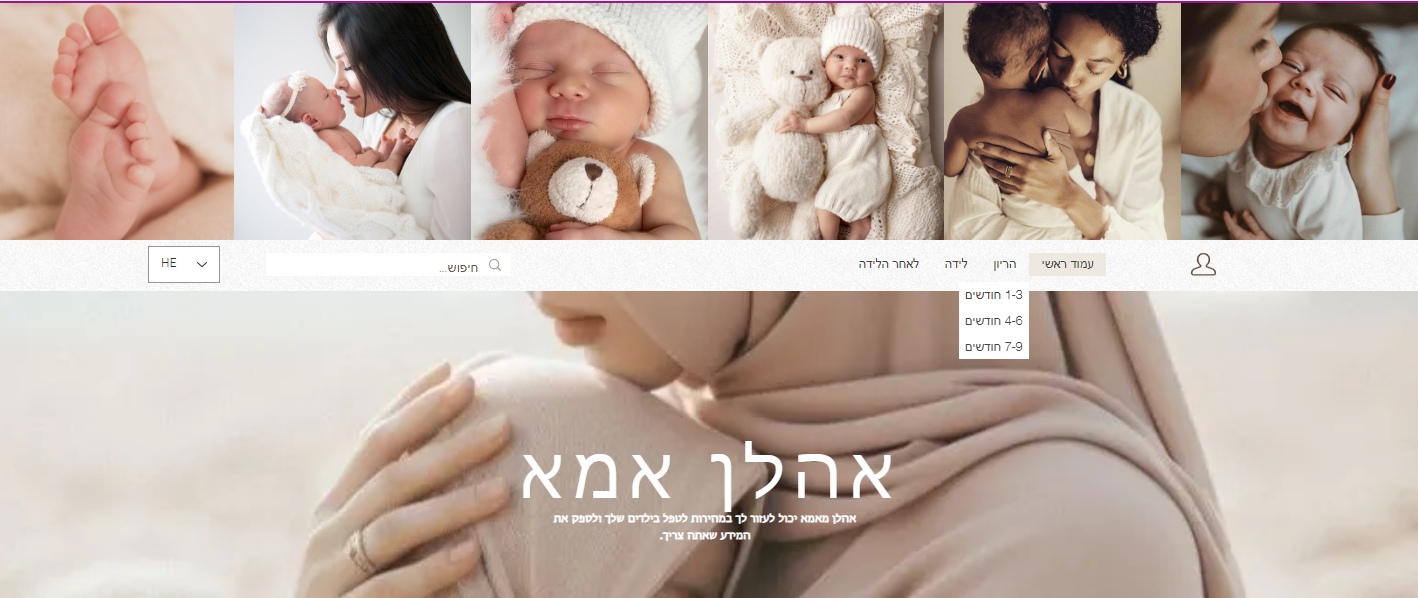 עמוד ראשי
הריון
לידה
לאחר הלידה
חיפוש...
HE
1-3 חודשים
4-6 חודשים
7-9 חודשים
אהלן אמא
אהלן מאמא יכול לעזור לך במהירות לטפל בילדים שלך ולספק את
המידע שאתה צריך.